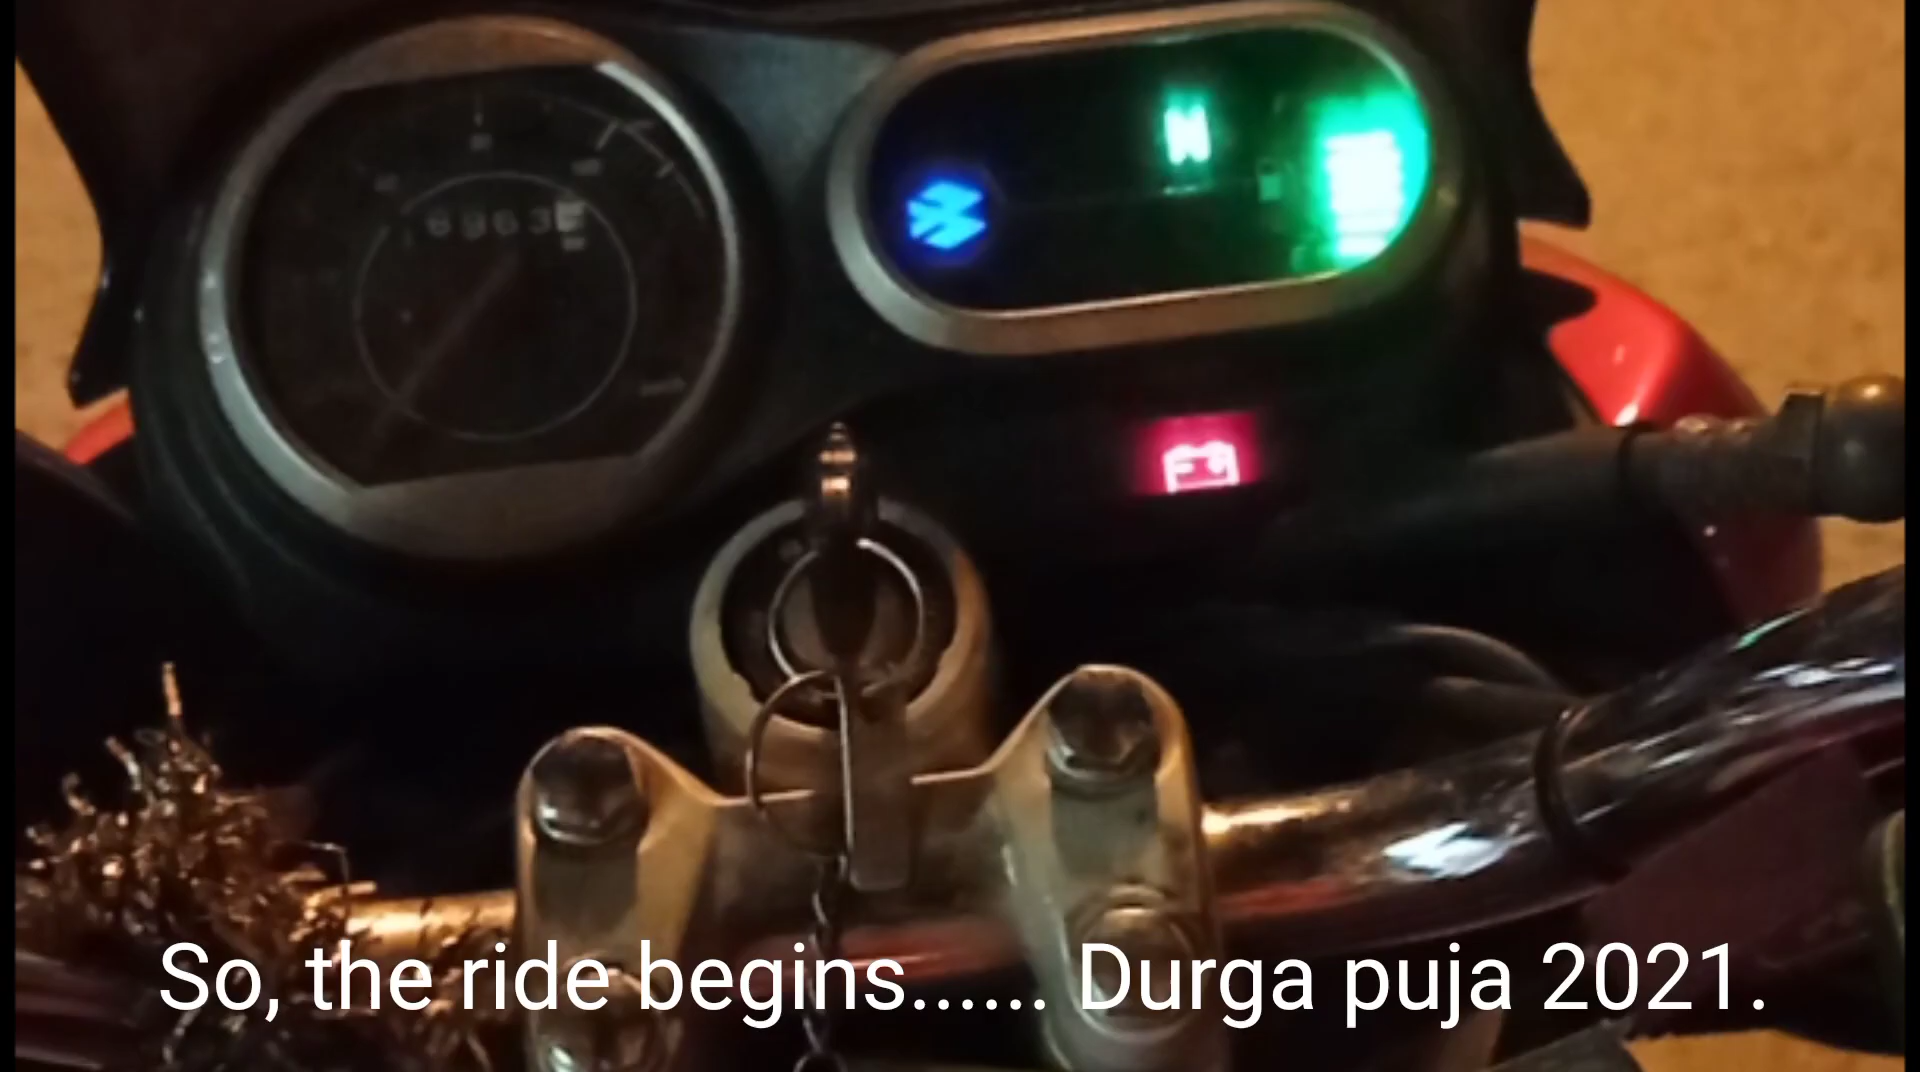 N
So, the ride begins...... Durga puja 2021.